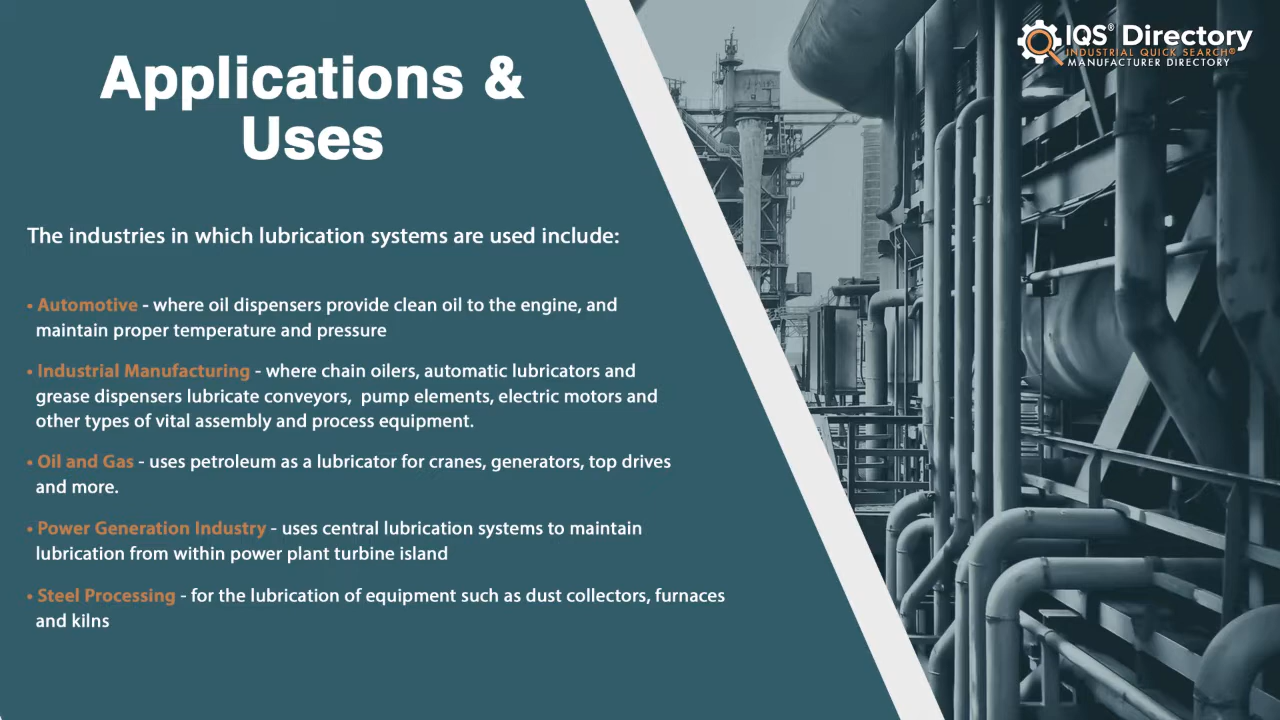 Applications &
Uses
The industries in which lubrication systems are used include:
• Automotive - where oil dispensers provide clean oil to the engine, and
maintain proper temperature and pressure
• Industrial Manufacturing - where chain oilers, automatic lubricators and
grease dispensers lubricate conveyors,  pump elements, electric motors and
other types of vital assembly and process equipment.
• Oil and Gas - uses petroleum as a lubricator for cranes, generators, top drives
and more.
• Power Generation Industry - uses central lubrication systems to maintain
lubrication from within power plant turbine island
• Steel Processing - for the lubrication of equipment such as dust collectors, furnaces
and kilns
IQS® Directory
INDUSTRIAL QUICK SEARCH®
MANUFACTURER DIRECTORY